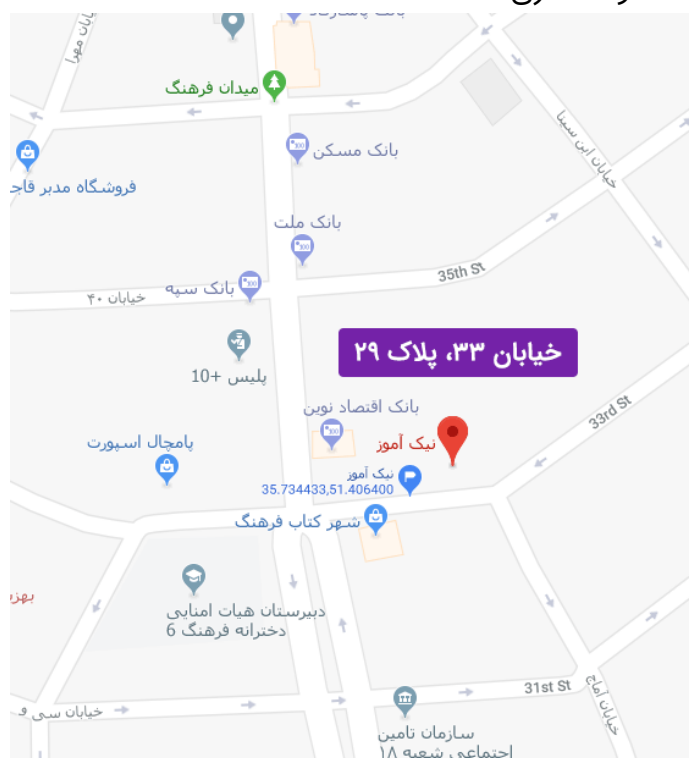 بانک پاسارگاد
خیابان مهرا
میدان فرهنگ
بانک مسکن
خیابان ابن سینا
فروشگاه مدبر قاجـ
بانک ملت
35th St
بانک سپه
خیابان ۴۰
خیابان ۳۳، پلاک ۲۹
پلیس +10
بانک اقتصاد نوین
33rd St
نیک آموز
پامچال اسپورت
نیک آموز
35.734433,51.406400
شهر کتاب فرهنگ
بهز
دبیرستان هیات امنایی
دخترانه فرهنگ 6
31st St
خیابان آماج
خیابان سی و
سازمان تامین
اجتماعی شعبه ۱۸